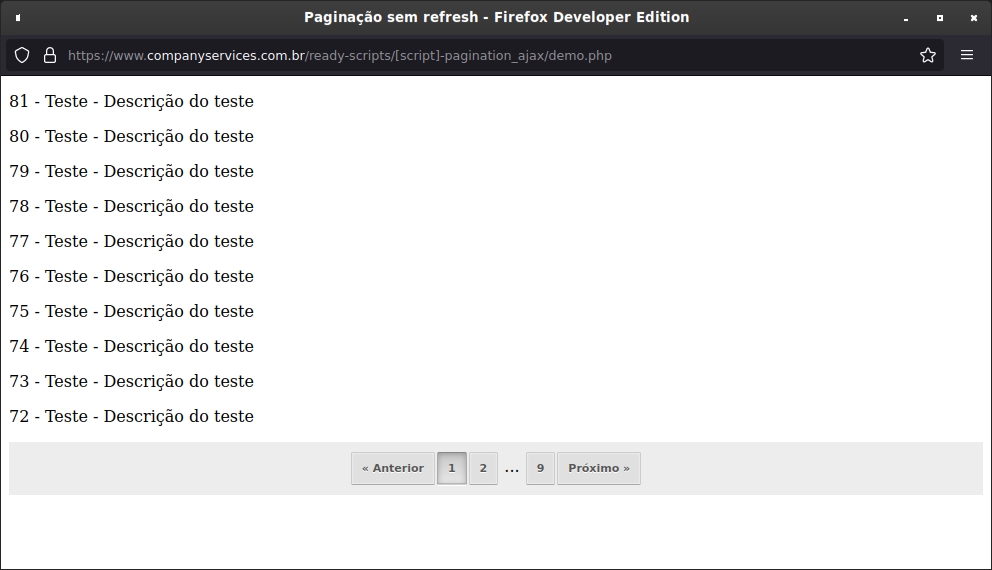 Paginação sem refresh - Firefox Developer Edition
https://www.companyservices.com.br/ready-scripts/[script]-pagination_ajax/demo.php
81 - Teste - Descrição do teste
80 - Teste - Descrição do teste
79 - Teste - Descrição do teste
78 - Teste - Descrição do teste
77 - Teste - Descrição do teste
76 - Teste - Descrição do teste
75 - Teste - Descrição do teste
74 - Teste - Descrição do teste
73 - Teste - Descrição do teste
72 - Teste - Descrição do teste
« Anterior 1 2 ... 9 Próximo »